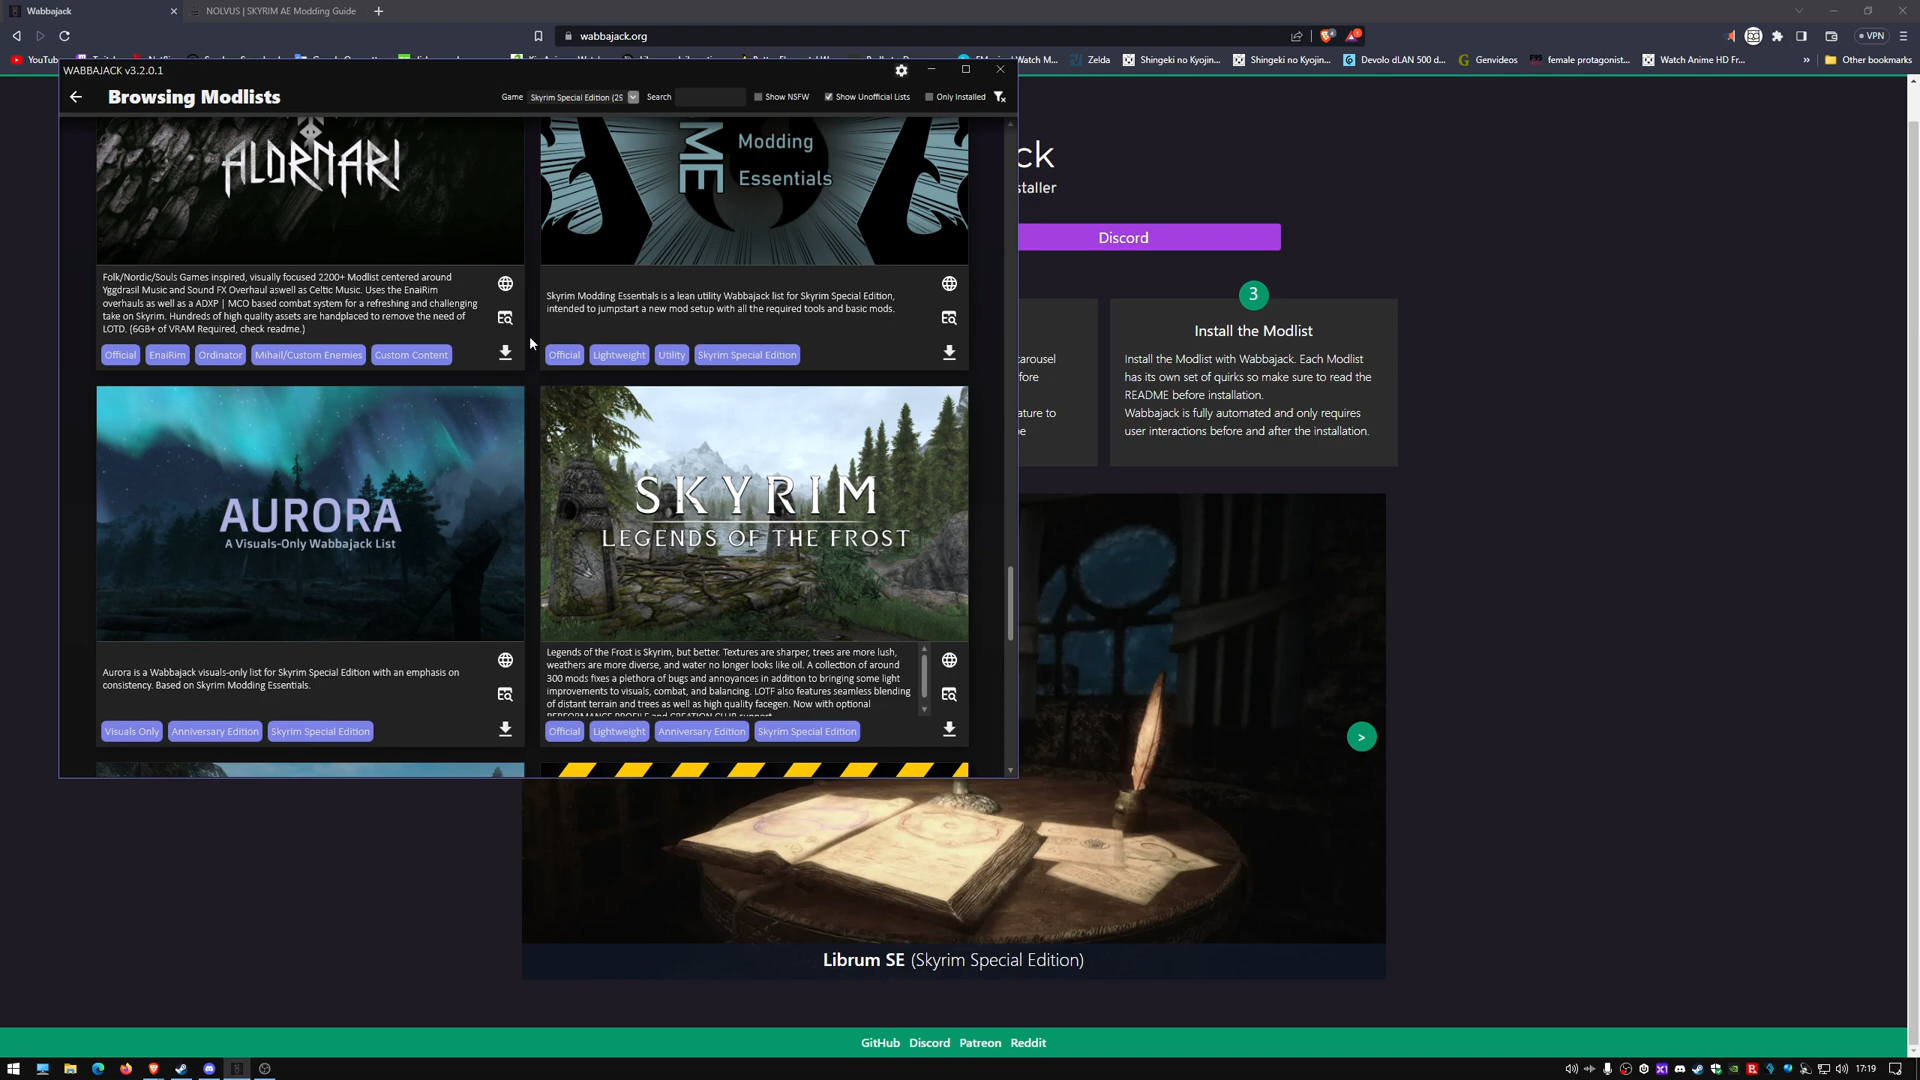 Wabbajack
NOLVUS | SKYRIM AE Modding Guide
wabbajack.org
VPN
YouTub
Watch M...
Zelda
Shingeki no Kyojin...
Shingeki no Kyojin...
Devolo dLAN 500 d...
Genvideos
female protagonist...
Watch Anime HD Fr...
Other bookmarks
WABBAJACK v3.2.0.1
Browsing Modlists
Game
Skyrim Special Edition (25
Search
Show NSFW
Show Unofficial Lists
Only Installed
ALDRNARI
ME
Modding
Essentials
Folk/Nordic/Souls Games inspired, visually focused 2200+ Modlist centered around
Yggdrasil Music and Sound FX Overhaul aswell as Celtic Music. Uses the EnaiRim
overhauls as well as a ADXP | MCO based combat system for a refreshing and challenging
take on Skyrim. Hundreds of high quality assets are handplaced to remove the need of
LOTD. (6GB+ of VRAM Required, check readme.)
Official
EnaiRim
Ordinator
Mihail/Custom Enemies
Custom Content
Skyrim Modding Essentials is a lean utility Wabbajack list for Skyrim Special Edition,
intended to jumpstart a new mod setup with all the required tools and basic mods.
Official
Lightweight
Utility
Skyrim Special Edition
AURORA
A Visuals-Only Wabbajack List
SKYRIM
LEGENDS OF THE FROST
Aurora is a Wabbajack visuals-only list for Skyrim Special Edition with an emphasis on
consistency. Based on Skyrim Modding Essentials.
Visuals Only
Anniversary Edition
Skyrim Special Edition
Legends of the Frost is Skyrim, but better. Textures are sharper, trees are more lush,
weathers are more diverse, and water no longer looks like oil. A collection of around
300 mods fixes a plethora of bugs and annoyances in addition to bringing some light
improvements to visuals, combat, and balancing. LOTF also features seamless blending
of distant terrain and trees as well as high quality facegen. Now with optional
PERFORMANCE PROFILE and CREATION CLUB support.
Official
Lightweight
Anniversary Edition
Skyrim Special Edition
ck
staller
Discord
3
Install the Modlist
Install the Modlist with Wabbajack. Each Modlist
has its own set of quirks so make sure to read the
README before installation.
Wabbajack is fully automated and only requires
user interactions before and after the installation.
carousel
fore
ature to
e
>
Librum SE (Skyrim Special Edition)
GitHub
Discord
Patreon
Reddit
17:19